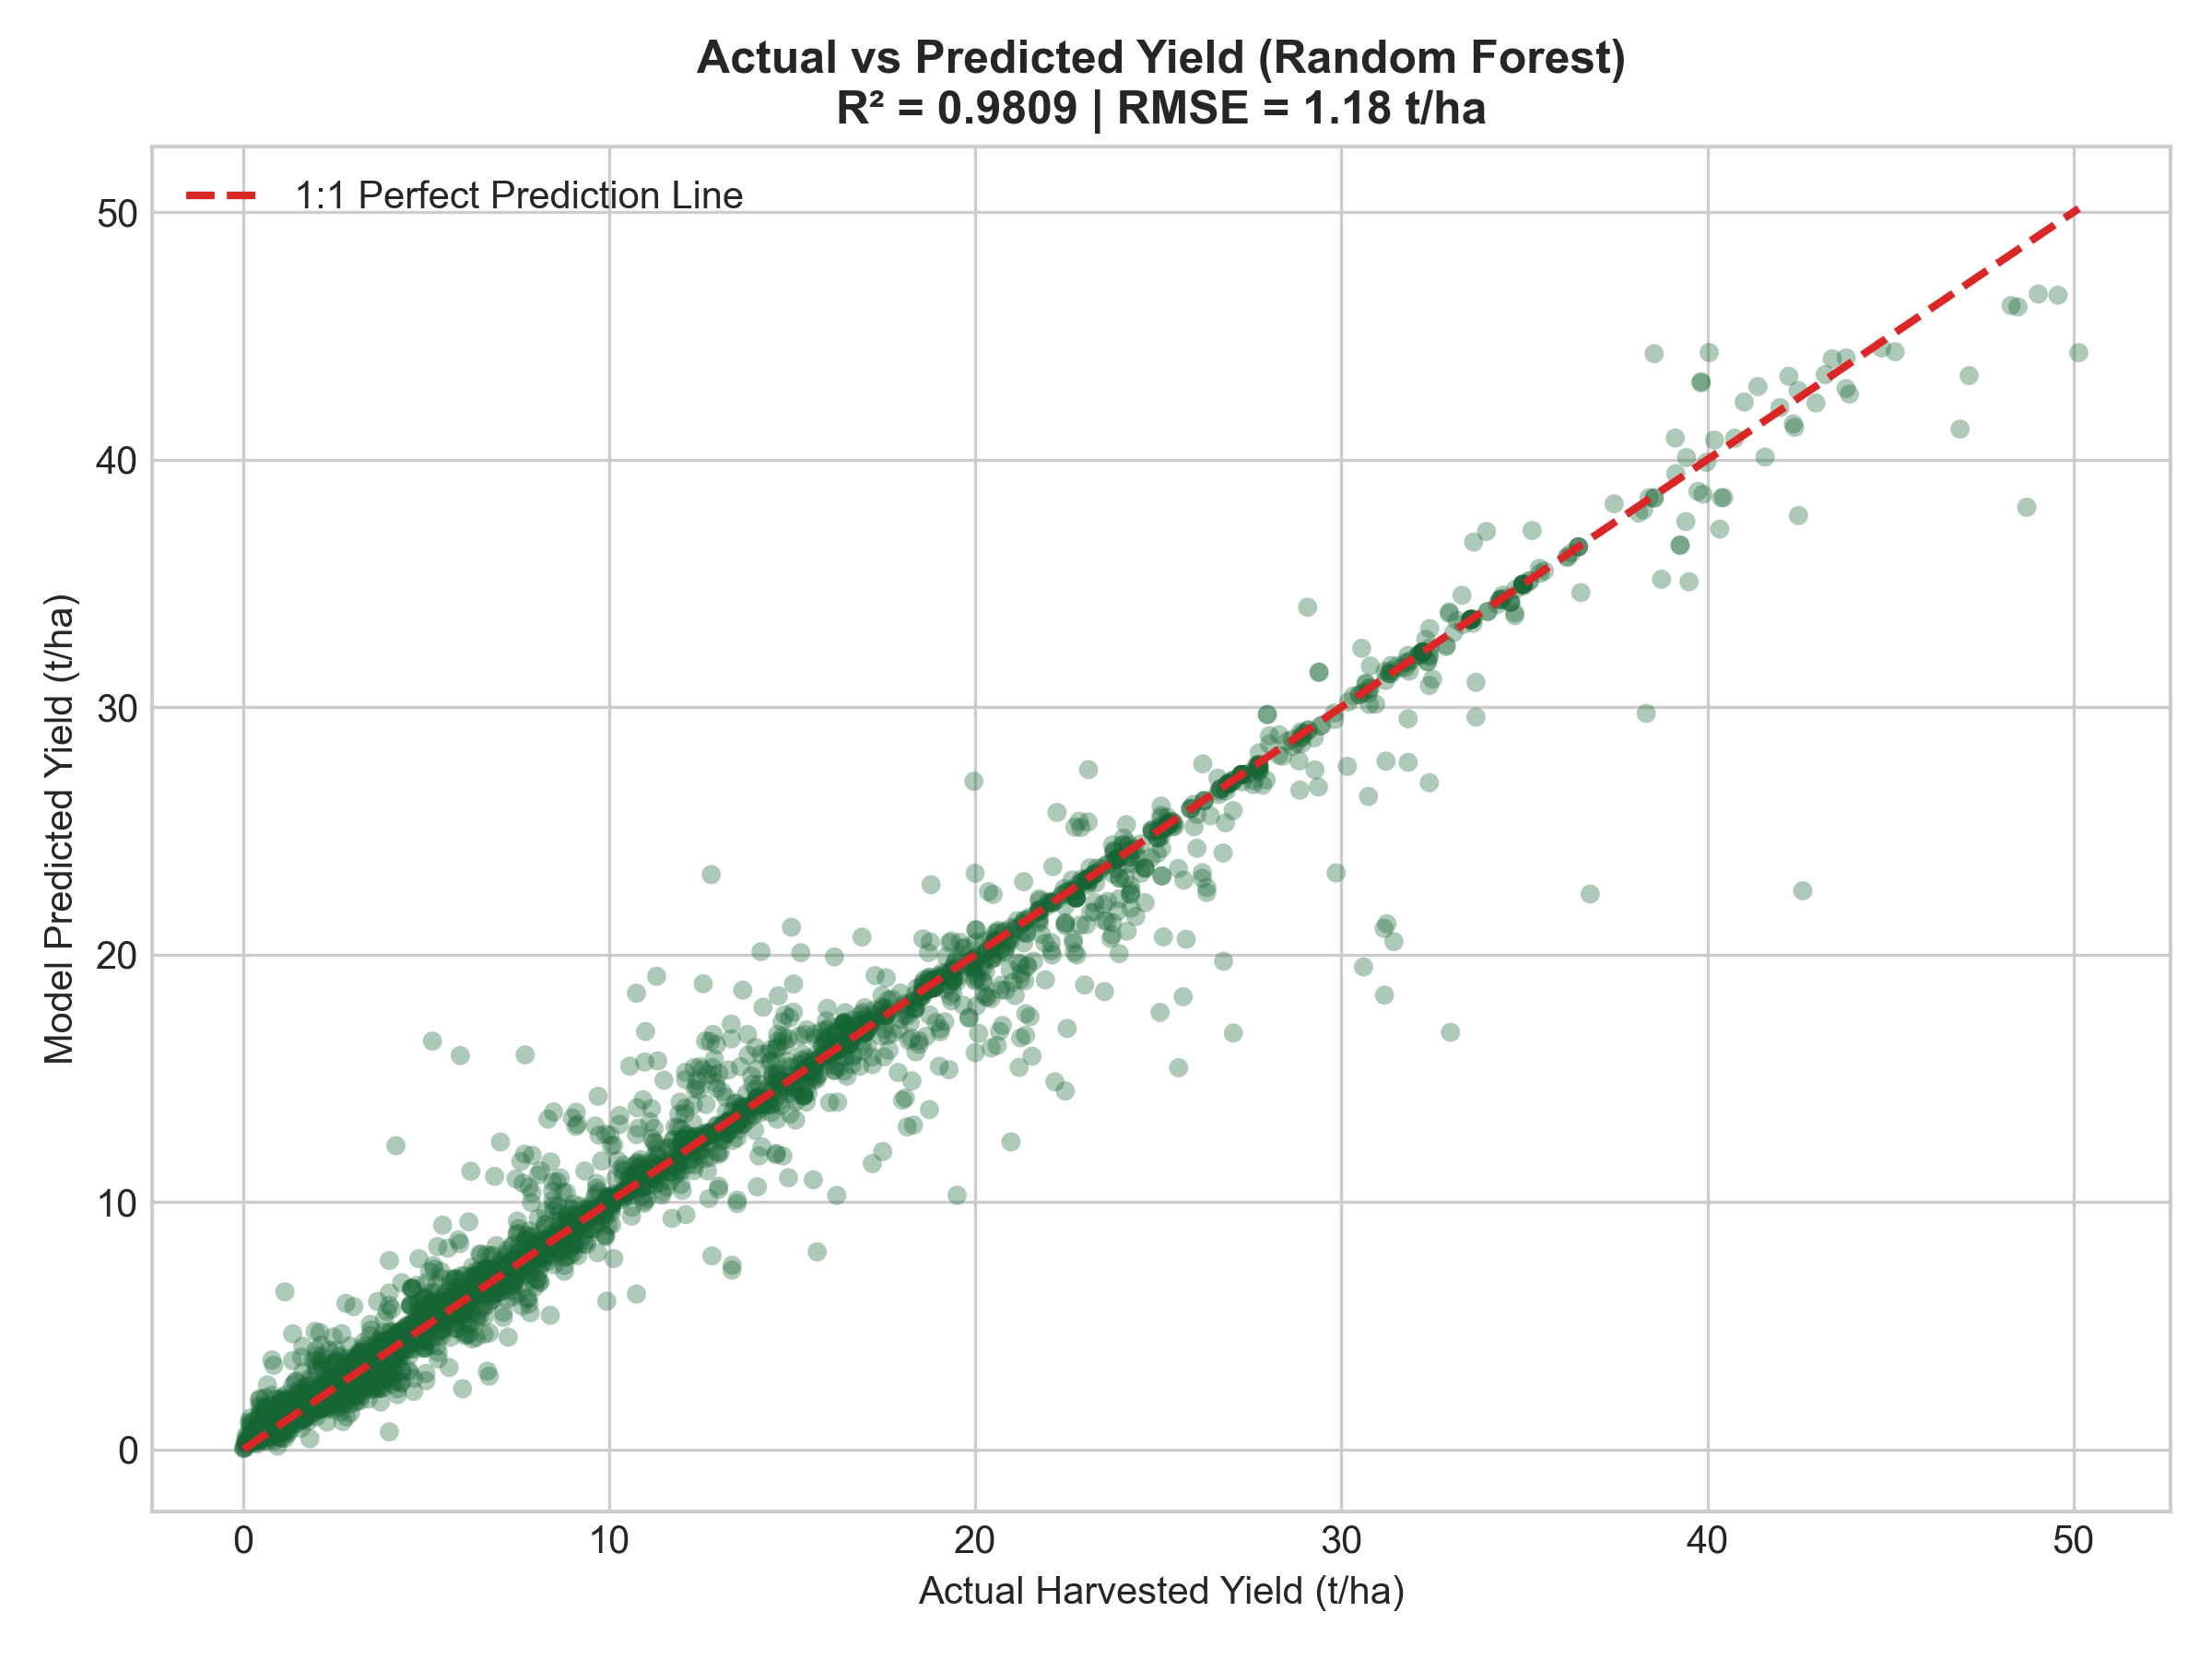 Actual vs Predicted Yield (Random Forest)
R² = 0.9809 | RMSE = 1.18 t/ha
1:1 Perfect Prediction Line
50
40
30
20
10
0
Model Predicted Yield (t/ha)
0 10 20 30 40 50
Actual Harvested Yield (t/ha)